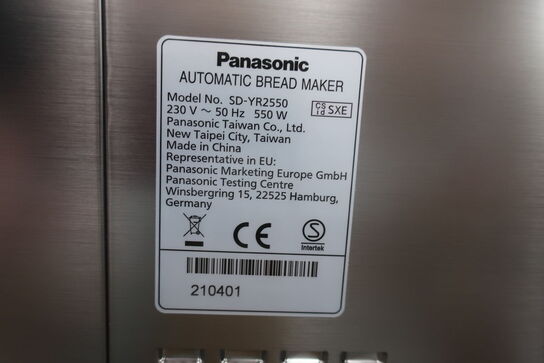 Panasonic
AUTOMATIC BREAD MAKER
Model No. SD-YR2550
230 V ~ 50 Hz 550 W
CS
id SXE
Panasonic Taiwan Co., Ltd.
New Taipei City, Taiwan
Made in China
Representative in EU:
Panasonic Marketing Europe GmbH
Panasonic Testing Centre
Winsbergring 15, 22525 Hamburg,
Germany
CE
S
Intertek
210401